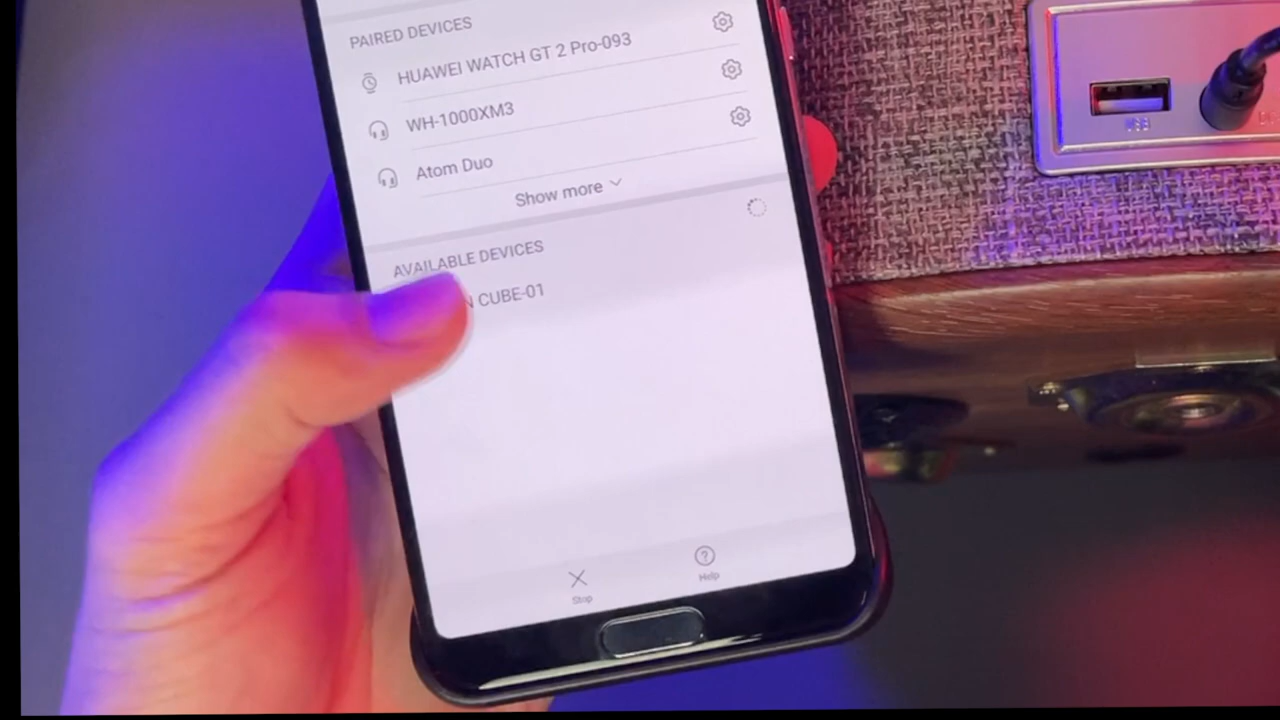 PAIRED DEVICES
HUAWEI WATCH GT 2 Pro-093
WH-1000XM3
Atom Duo
Show more
AVAILABLE DEVICES
CUBE-01
Stop
Help
USB